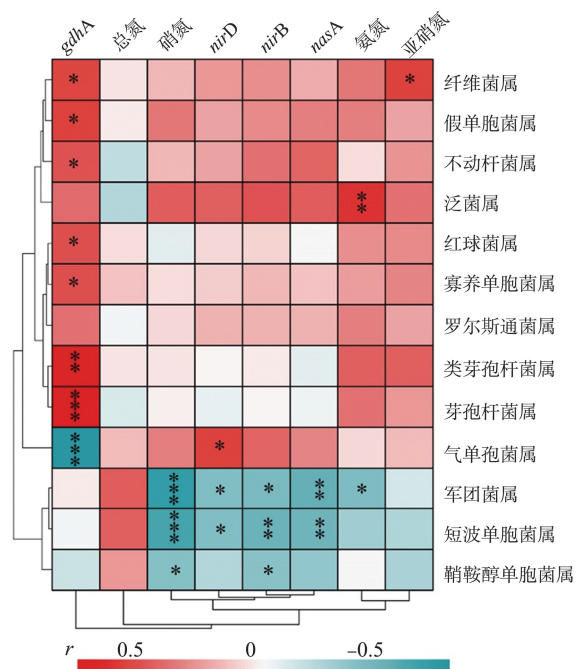 gdhA 总氮 硝氮 nirD nirB nasA 氨氮 亚硝氮
* * 纤维菌属
* 假单胞菌属
* 不动杆菌属
** 泛菌属
* 红球菌属
* 寡养单胞菌属
罗尔斯通菌属
** 类芽孢杆菌属
*** 芽孢杆菌属
*** * 气单孢菌属
*** * * ** * 军团菌属
*** * ** ** 短波单胞菌属
* * 鞘鞍醇单胞菌属
r 0.5 0 -0.5